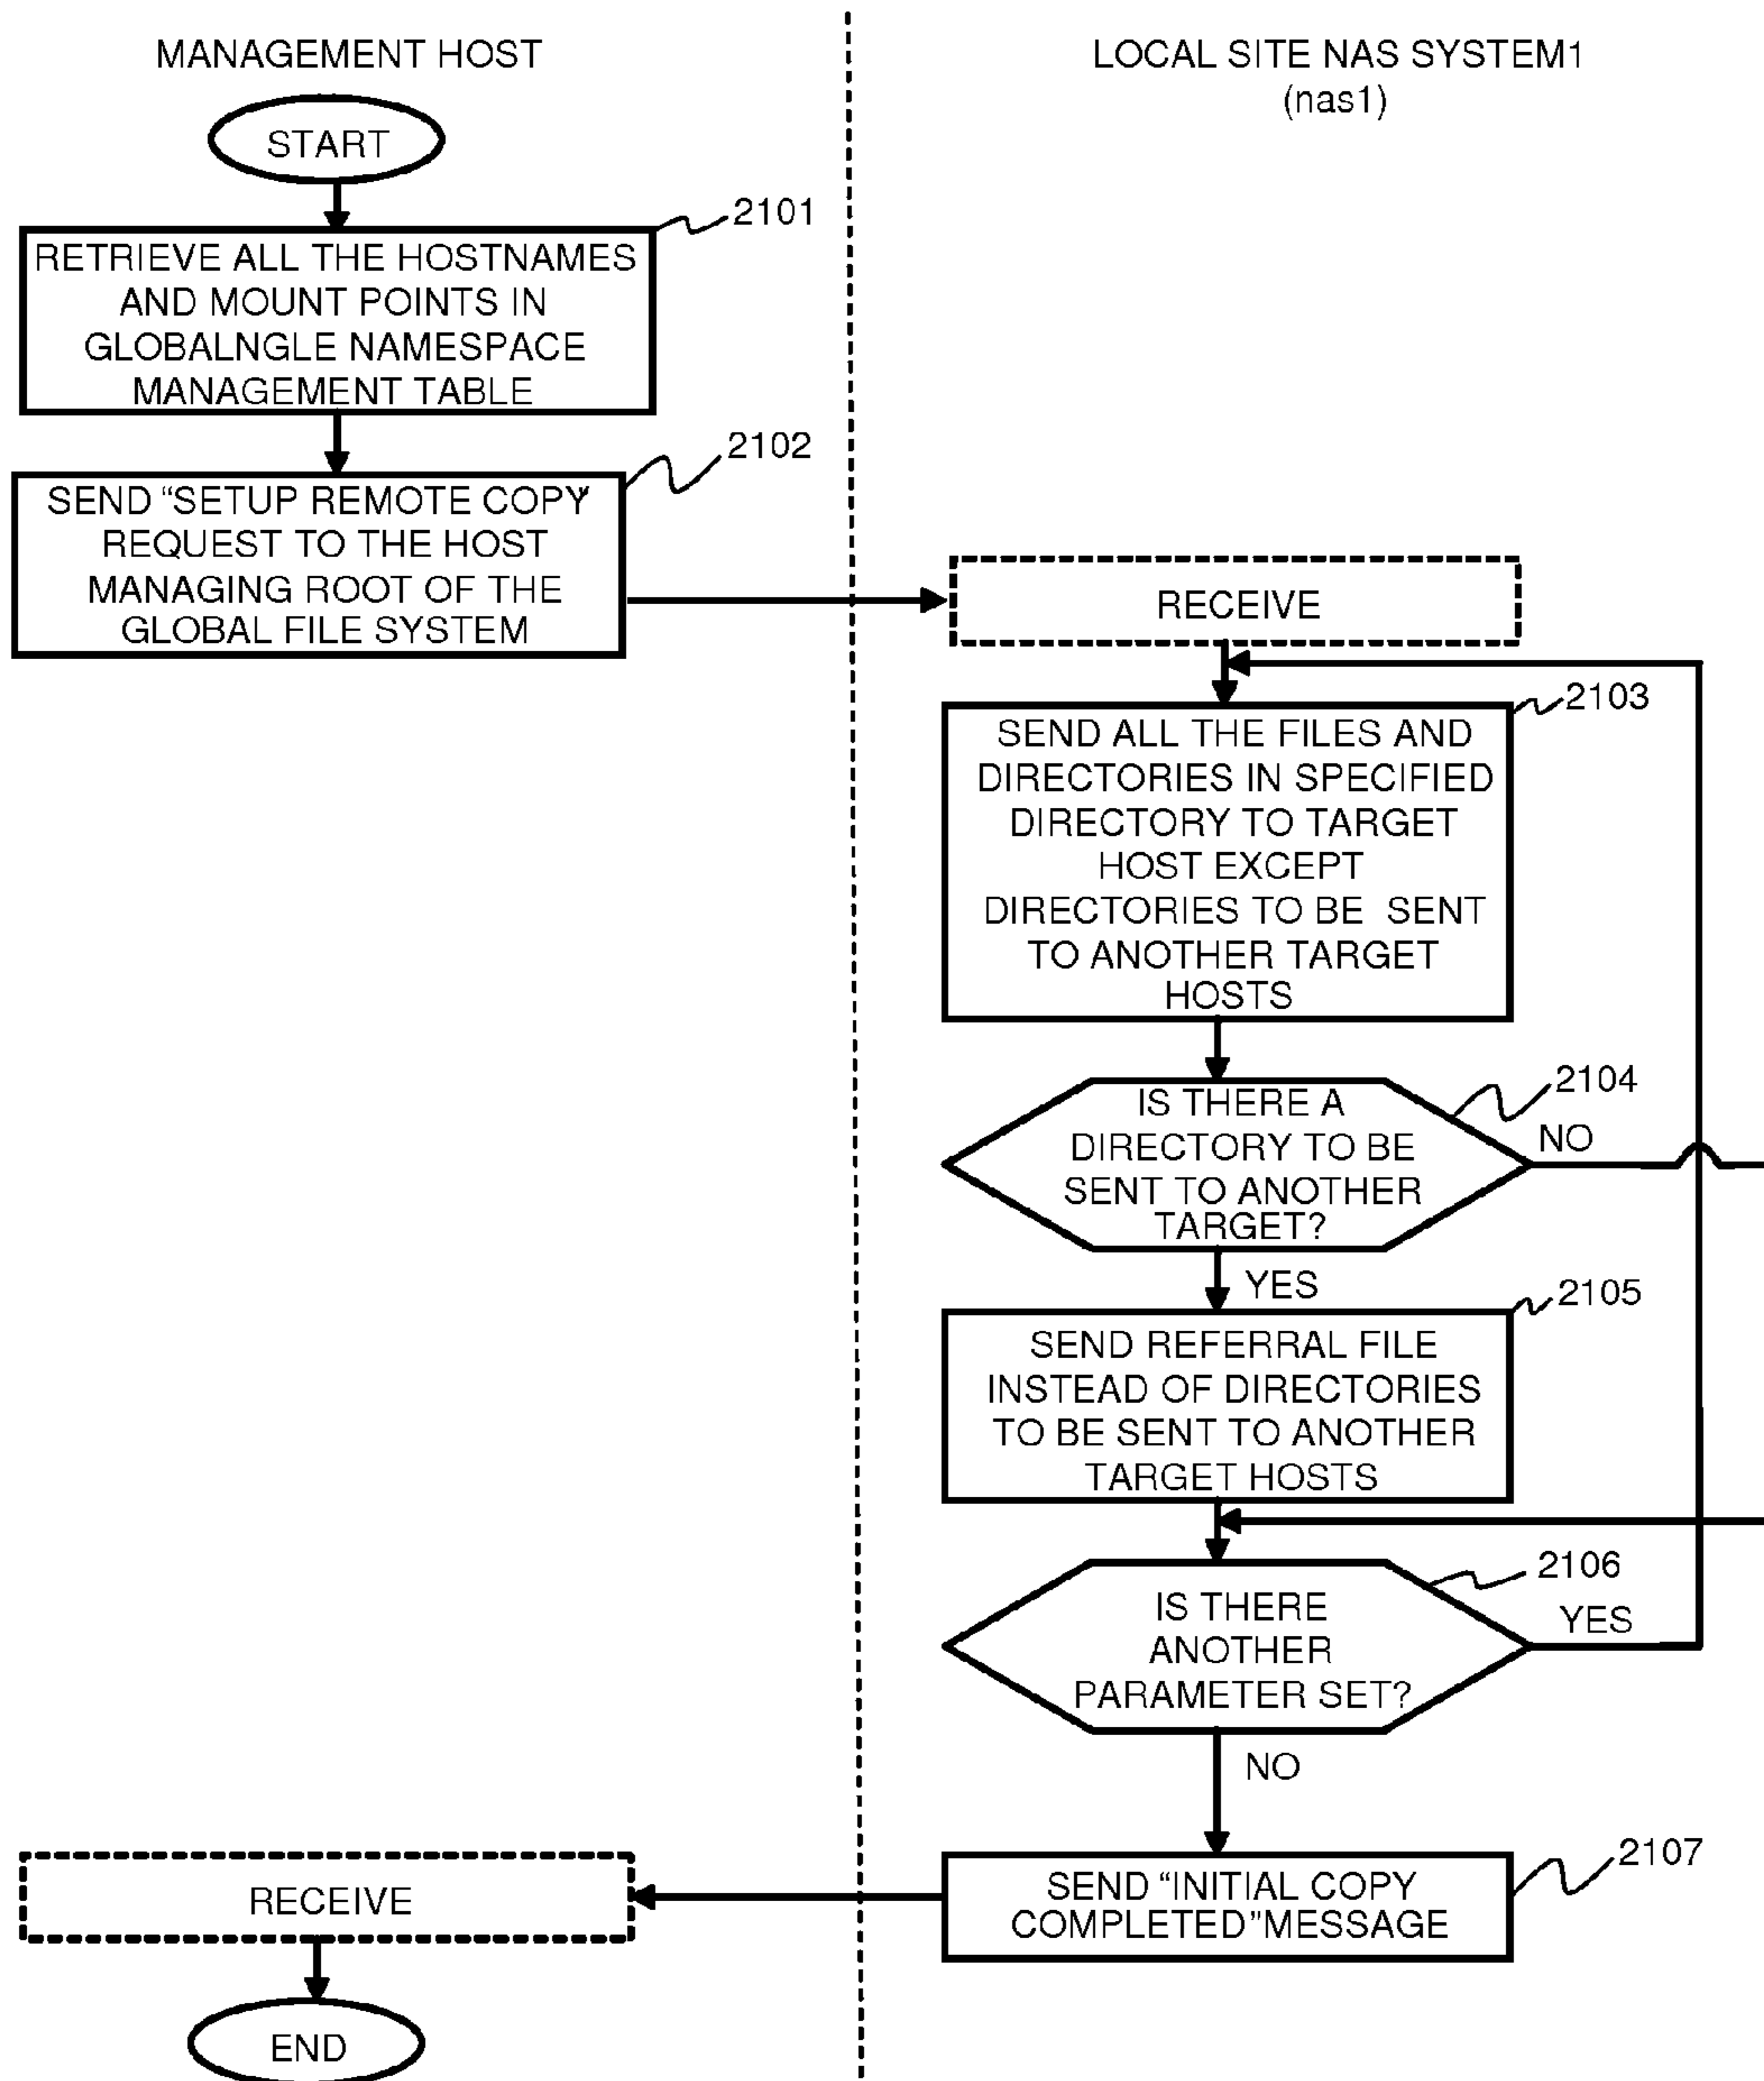 MANAGEMENT HOST
START
2101
RETRIEVE ALL THE HOSTNAMES
AND MOUNT POINTS IN
GLOBALNGLE NAMESPACE
MANAGEMENT TABLE
2102
SEND “SETUP REMOTE COPY
REQUEST TO THE HOST
MANAGING ROOT OF THE
GLOBAL FILE SYSTEM
LOCAL SITE NAS SYSTEM1
(nas1)
RECEIVE
2103
SEND ALL THE FILES AND
DIRECTORIES IN SPECIFIED
DIRECTORY TO TARGET
HOST EXCEPT
DIRECTORIES TO BE SENT
TO ANOTHER TARGET
HOSTS
2104
IS THERE A
DIRECTORY TO BE
SENT TO ANOTHER
TARGET?
NO
YES
2105
SEND REFERRAL FILE
INSTEAD OF DIRECTORIES
TO BE SENT TO ANOTHER
TARGET HOSTS
2106
IS THERE
ANOTHER
PARAMETER SET?
YES
NO
2107
SEND “INITIAL COPY
COMPLETED”MESSAGE
RECEIVE
END